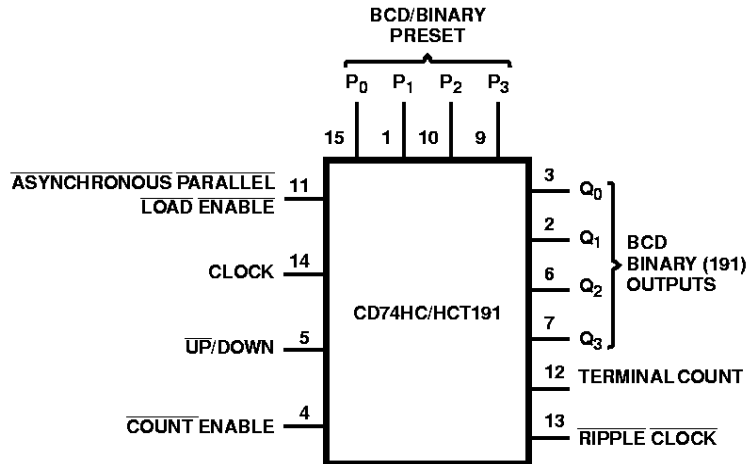 BCD/BINARY
PRESET
P0 P1 P2 P3
15 1 10 9
ASYNCHRONOUS PARALLEL
LOAD ENABLE
11
CLOCK
14
UP/DOWN
5
COUNT ENABLE
4
CD74HC/HCT191
3 Q0
2 Q1
6 Q2
7 Q3
BCD
BINARY (191)
OUTPUTS
12 TERMINAL COUNT
13 RIPPLE CLOCK